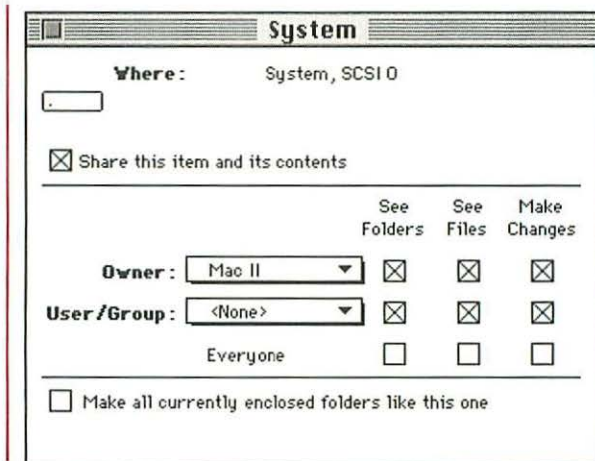 System
Where: System, SCSI 0
Share this item and its contents
See Folders See Files Make Changes
Owner: Mac II
User/Group: <None>
Everyone
Make all currently enclosed folders like this one